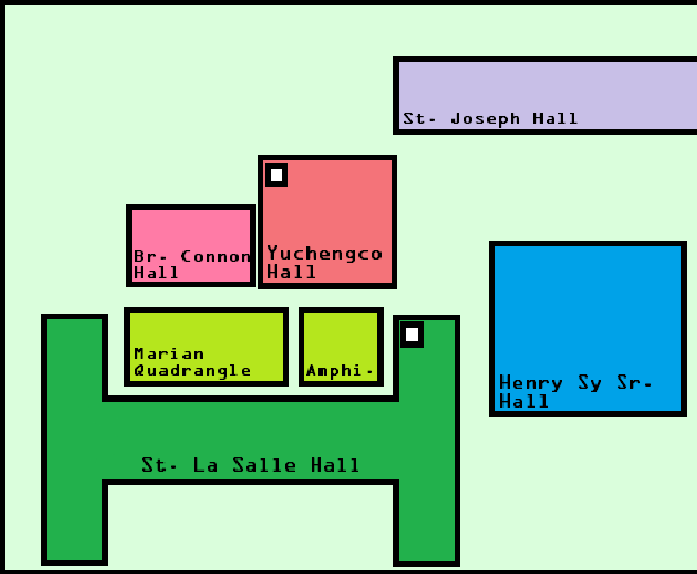 St- Joseph Hall
Yuchengco
Hall
Br- Connon
Hall
Marian
Quadrangle
Amphi-
Henry Sy Sr-
Hall
St- La Salle Hall